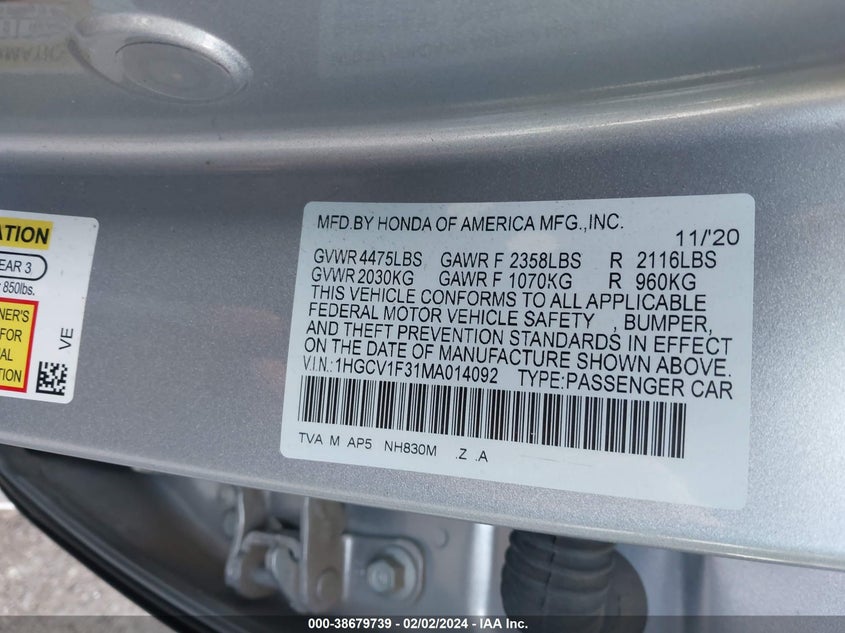 MFD.BY HONDA OF AMERICA MFG.,INC. 11/'20
GVWR 4475LBS GAWR F 2358LBS R 2116LBS
GVWR 2030KG GAWR F 1070KG R 960KG
THIS VEHICLE CONFORMS TO ALL APPLICABLE
FEDERAL MOTOR VEHICLE SAFETY , BUMPER,
AND THEFT PREVENTION STANDARDS IN EFFECT
ON THE DATE OF MANUFACTURE SHOWN ABOVE.
V.I.N.:1HGCV1F31MA014092 TYPE:PASSENGER CAR
TVA M AP5 NH830M .Z .A
ATION
EAR 3
850lbs.
NER'S
FOR
VE
000-38679739 - 02/02/2024 - IAA Inc.